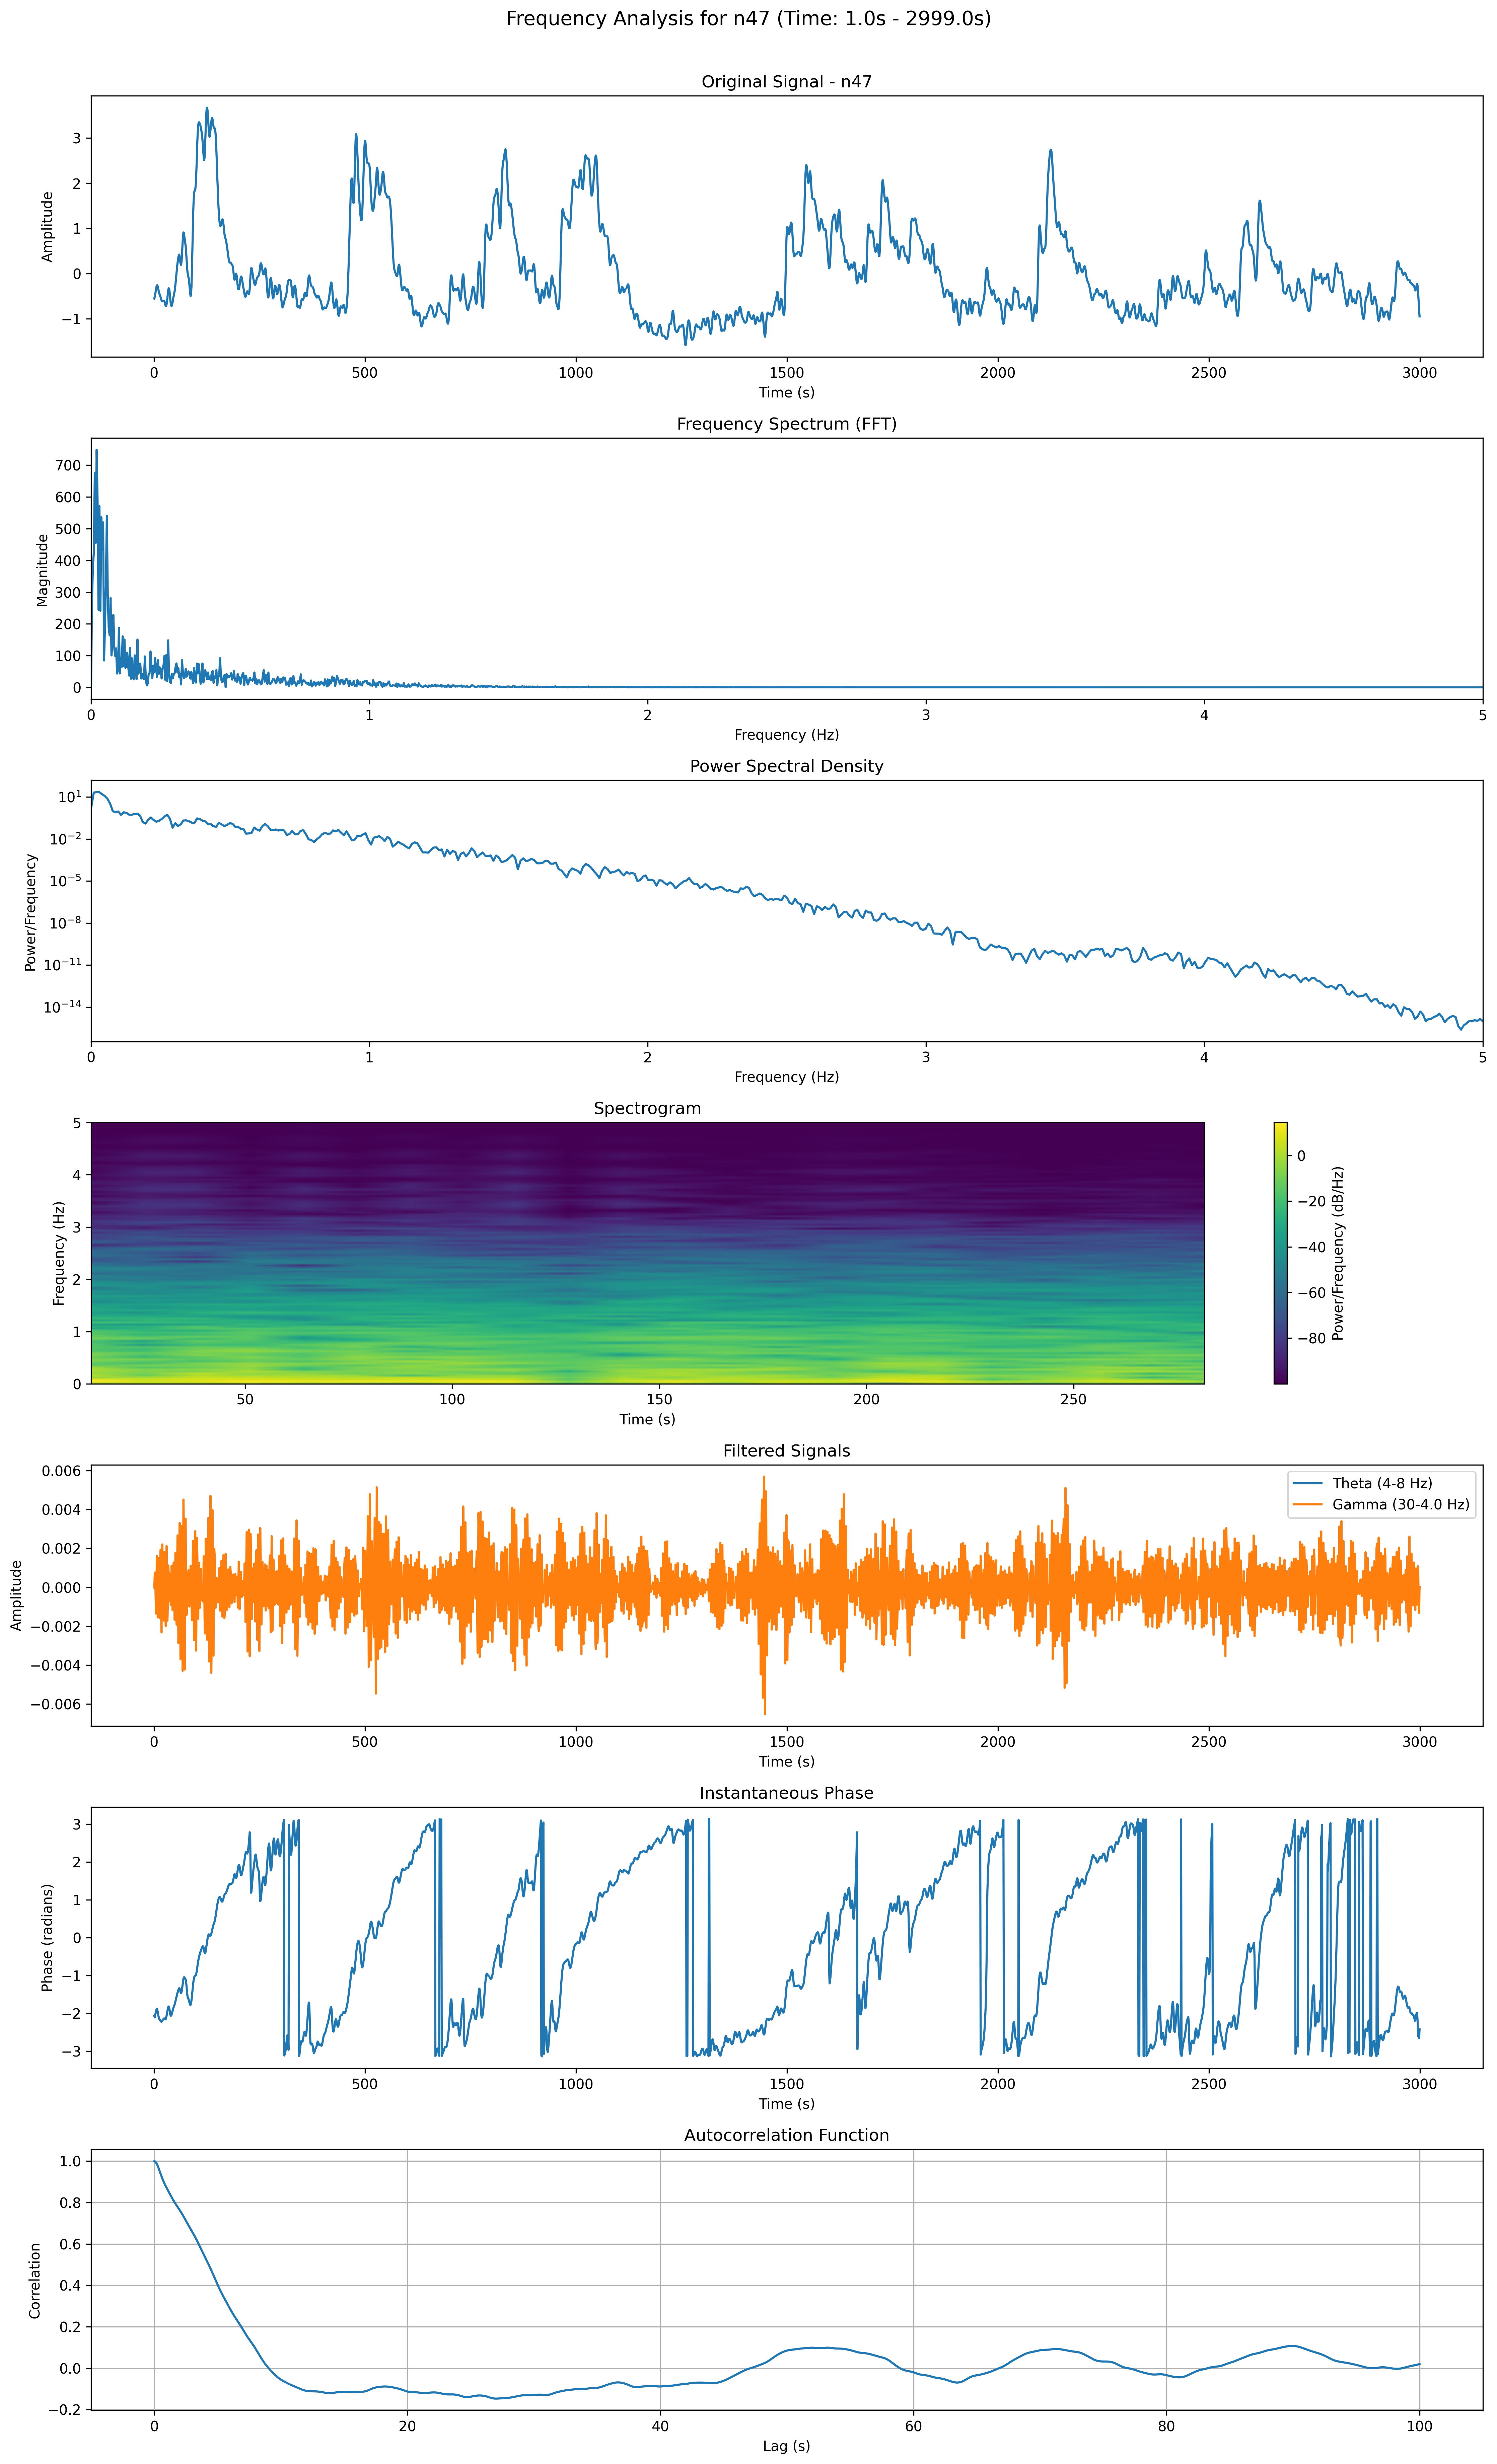 Frequency Analysis for n47 (Time: 1.0s - 2999.0s)
Original Signal - n47
Amplitude
3
2
1
0
−1
0 500 1000 1500 2000 2500 3000
Time (s)
Frequency Spectrum (FFT)
Magnitude
700
600
500
400
300
200
100
0
0 1 2 3 4 5
Frequency (Hz)
Power Spectral Density
Power/Frequency
10^1
10^−2
10^−5
10^−8
10^−11
10^−14
0 1 2 3 4 5
Frequency (Hz)
Spectrogram
Frequency (Hz)
5
4
3
2
1
0
50 100 150 200 250
Time (s)
0
−20
−40
−60
−80
Power/Frequency (dB/Hz)
Filtered Signals
Amplitude
0.006
0.004
0.002
0.000
−0.002
−0.004
−0.006
Theta (4-8 Hz)
Gamma (30-4.0 Hz)
0 500 1000 1500 2000 2500 3000
Time (s)
Instantaneous Phase
Phase (radians)
3
2
1
0
−1
−2
−3
0 500 1000 1500 2000 2500 3000
Time (s)
Autocorrelation Function
Correlation
1.0
0.8
0.6
0.4
0.2
0.0
−0.2
0 20 40 60 80 100
Lag (s)